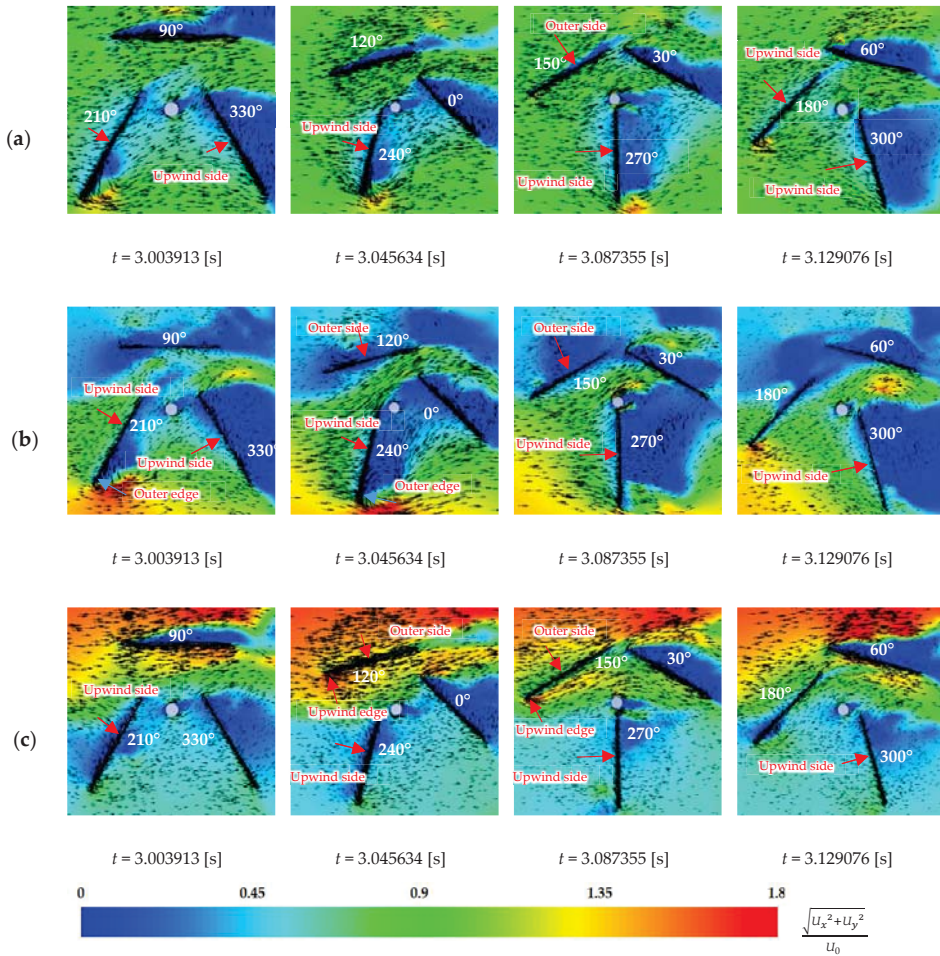 (a)
90°
210°
330°
Upwind side
Upwind side
120°
0°
Upwind side
240°
Outer side
150°
30°
270°
Upwind side
Upwind side
60°
180°
300°
Upwind side
t = 3.003913 [s]
t = 3.045634 [s]
t = 3.087355 [s]
t = 3.129076 [s]
(b)
90°
Upwind side
210°
Upwind side
330°
Outer edge
Outer side
120°
0°
Upwind side
240°
Outer edge
Outer side
30°
150°
270°
Upwind side
60°
180°
300°
Upwind side
t = 3.003913 [s]
t = 3.045634 [s]
t = 3.087355 [s]
t = 3.129076 [s]
(c)
90°
Upwind side
210°
330°
Outer side
120°
0°
Upwind edge
240°
Upwind side
Outer side
150°
30°
Upwind edge
270°
Upwind side
60°
180°
Upwind side
300°
t = 3.003913 [s]
t = 3.045634 [s]
t = 3.087355 [s]
t = 3.129076 [s]
0 0.45 0.9 1.35 1.8
√(Ux²+Uy²)
U0